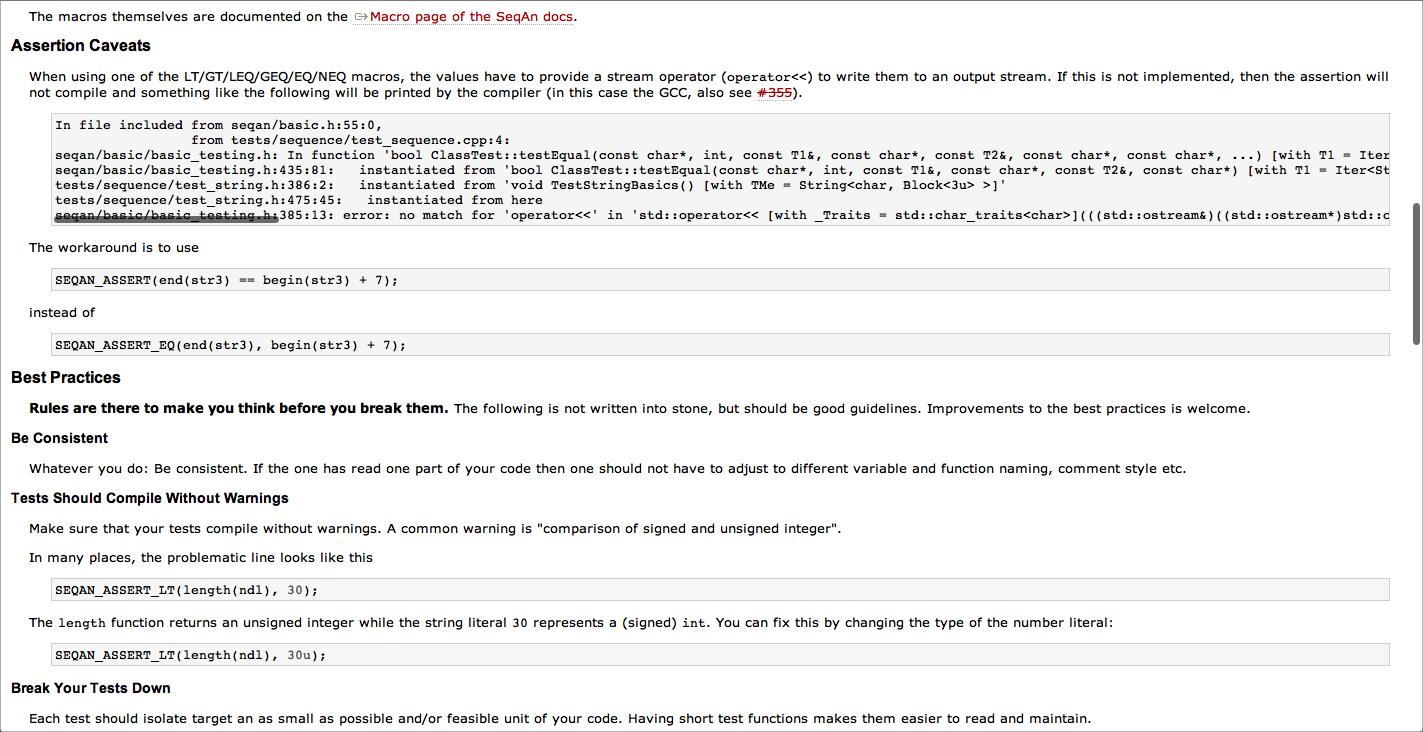 The macros themselves are documented on the Macro page of the SeqAn docs.
Assertion Caveats
When using one of the LT/GT/LEQ/GEQ/EQ/NEQ macros, the values have to provide a stream operator (operator<<) to write them to an output stream. If this is not implemented, then the assertion will
not compile and something like the following will be printed by the compiler (in this case the GCC, also see #355).
In file included from seqan/basic.h:55:0,
                 from tests/sequence/test_sequence.cpp:4:
seqan/basic/basic_testing.h: In function 'bool ClassTest::testEqual(const char*, int, const T1&, const char*, const T2&, const char*, const char*, ...) [with T1 = Iter
seqan/basic/basic_testing.h:435:81:   instantiated from 'bool ClassTest::testEqual(const char*, int, const T1&, const char*, const T2&, const char*) [with T1 = Iter<St
tests/sequence/test_string.h:386:2:   instantiated from 'void TestStringBasics() [with TMe = String<char, Block<3u> >]'
tests/sequence/test_string.h:475:45:   instantiated from here
seqan/basic/basic_testing.h:385:13: error: no match for 'operator<<' in 'std::operator<< [with _Traits = std::char_traits<char>](((std::ostream&)((std::ostream*)std::c
The workaround is to use
SEQAN_ASSERT(end(str3) == begin(str3) + 7);
instead of
SEQAN_ASSERT_EQ(end(str3), begin(str3) + 7);
Best Practices
Rules are there to make you think before you break them. The following is not written into stone, but should be good guidelines. Improvements to the best practices is welcome.
Be Consistent
Whatever you do: Be consistent. If the one has read one part of your code then one should not have to adjust to different variable and function naming, comment style etc.
Tests Should Compile Without Warnings
Make sure that your tests compile without warnings. A common warning is "comparison of signed and unsigned integer".
In many places, the problematic line looks like this
SEQAN_ASSERT_LT(length(ndl), 30);
The length function returns an unsigned integer while the string literal 30 represents a (signed) int. You can fix this by changing the type of the number literal:
SEQAN_ASSERT_LT(length(ndl), 30u);
Break Your Tests Down
Each test should isolate target an as small as possible and/or feasible unit of your code. Having short test functions makes them easier to read and maintain.